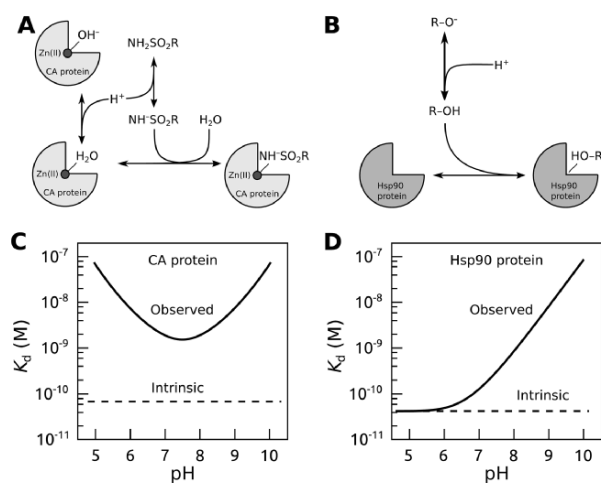 A
OH⁻
Zn(II)
CA protein
NH₂SO₂R
H⁺
NH⁻SO₂R
H₂O
H₂O
Zn(II)
CA protein
NH⁻SO₂R
Zn(II)
CA protein
B
R–O⁻
H⁺
R–OH
Hsp90
protein
HO–R
Hsp90
protein
C
CA protein
Observed
Intrinsic
Kd (M)
10⁻⁷
10⁻⁸
10⁻⁹
10⁻¹⁰
10⁻¹¹
5 6 7 8 9 10
pH
D
Hsp90 protein
Observed
Intrinsic
Kd (M)
10⁻⁷
10⁻⁸
10⁻⁹
10⁻¹⁰
10⁻¹¹
5 6 7 8 9 10
pH